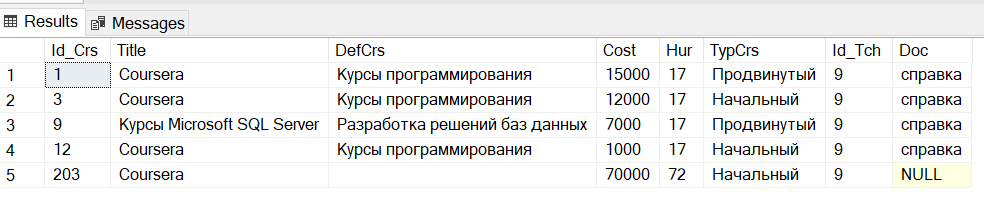 Results Messages
Id_Crs Title DefCrs Cost Hur TypCrs Id_Tch Doc
1 1 Coursera Курсы программирования 15000 17 Продвинутый 9 справка
2 3 Coursera Курсы программирования 12000 17 Начальный 9 справка
3 9 Курсы Microsoft SQL Server Разработка решений баз данных 7000 17 Продвинутый 9 справка
4 12 Coursera Курсы программирования 1000 17 Начальный 9 справка
5 203 Coursera 70000 72 Начальный 9 NULL